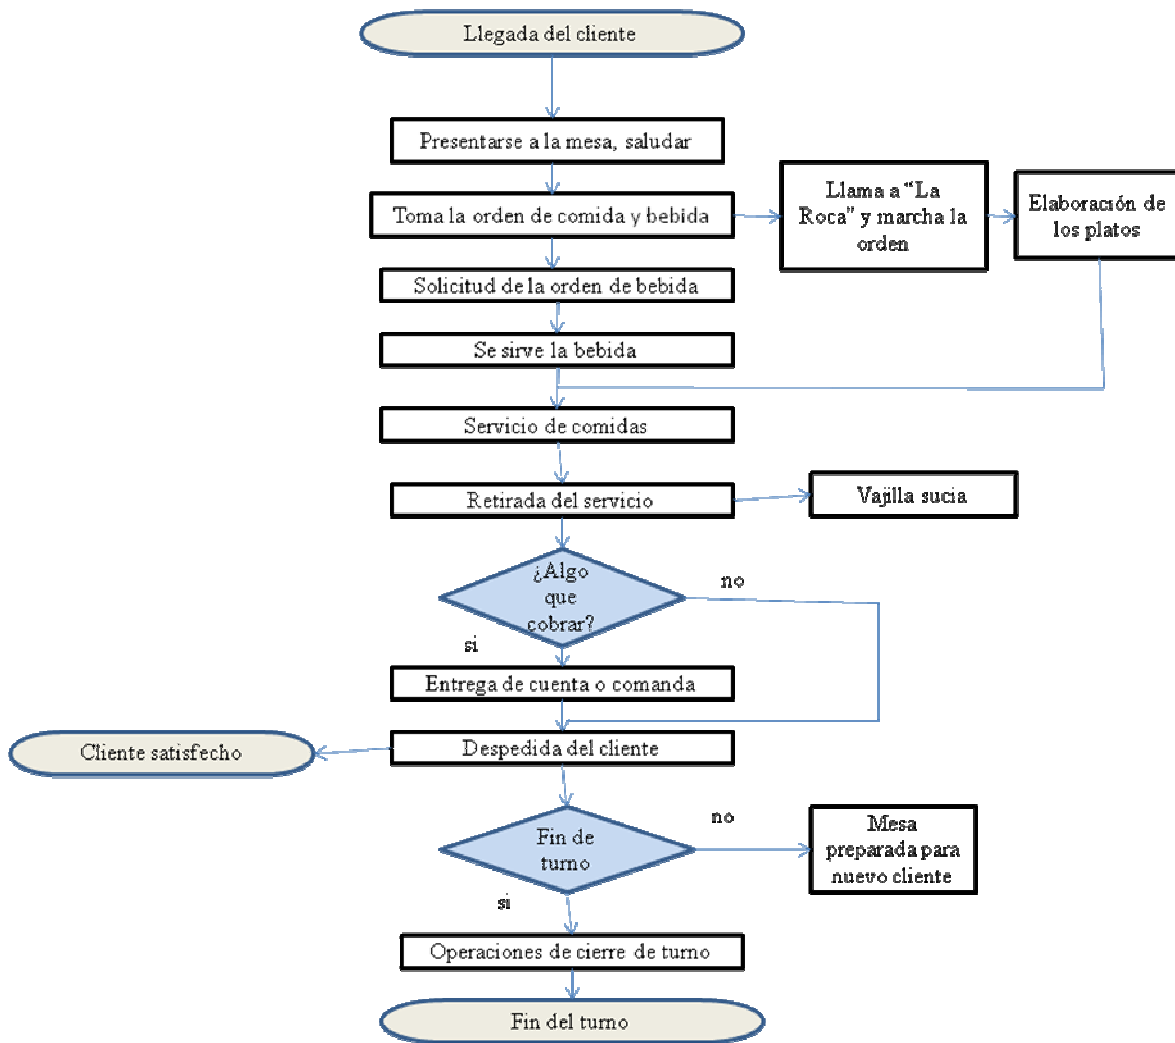 Llegada del cliente
Presentarse a la mesa, saludar
Toma la orden de comida y bebida
Llama a “La
Roca” y marcha la
orden
Elaboración de
los platos
Solicitud de la orden de bebida
Se sirve la bebida
Servicio de comidas
Retirada del servicio
Vajilla sucia
¿Algo
que
cobrar?
no
si
Entrega de cuenta o comanda
Despedida del cliente
Cliente satisfecho
Fin de
turno
no
Mesa
preparada para
nuevo cliente
si
Operaciones de cierre de turno
Fin del turno